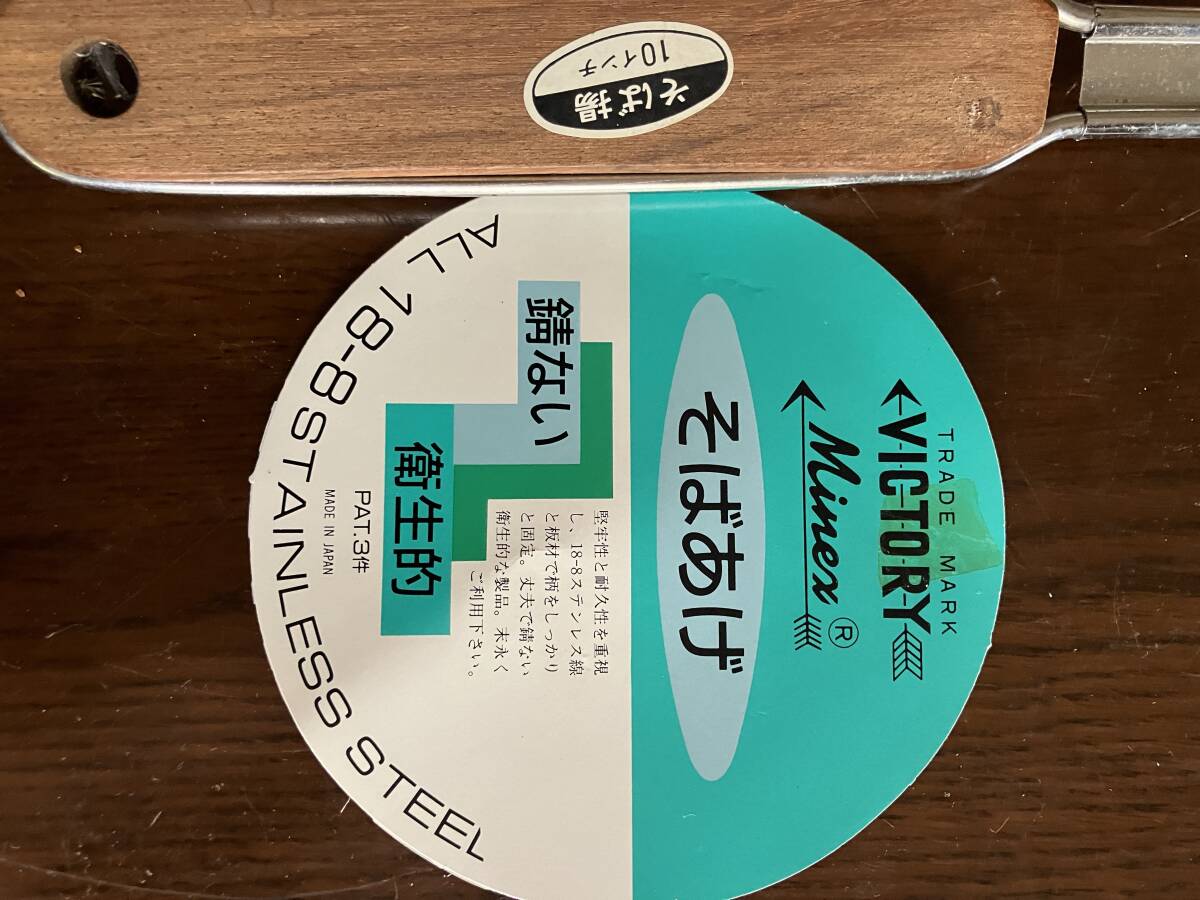 そば揚
10インチ
TRADE MARK
VICTORY
Minex ®
そばあげ
錆ない
衛生的
堅牢性と耐久性を重視
し、18-8ステンレス線
と板材で柄をしっかり
と固定。丈夫で錆ない
衛生的な製品。末永く
ご利用下さい。
PAT.3件
MADE IN JAPAN
ALL 18-8 STAINLESS STEEL